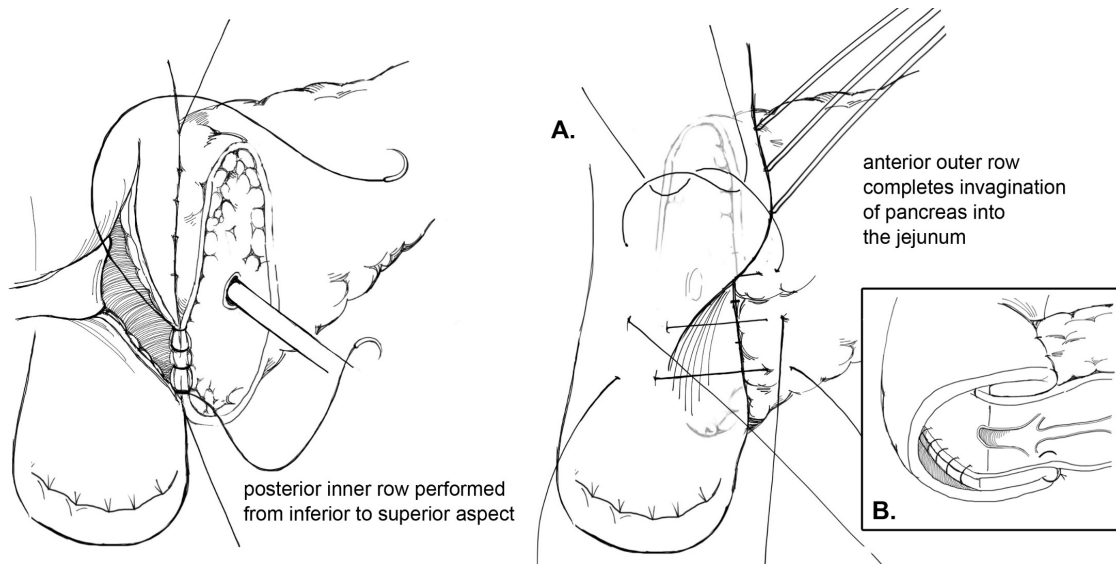 posterior inner row performed
from inferior to superior aspect
A.
anterior outer row
completes invagination
of pancreas into
the jejunum
B.